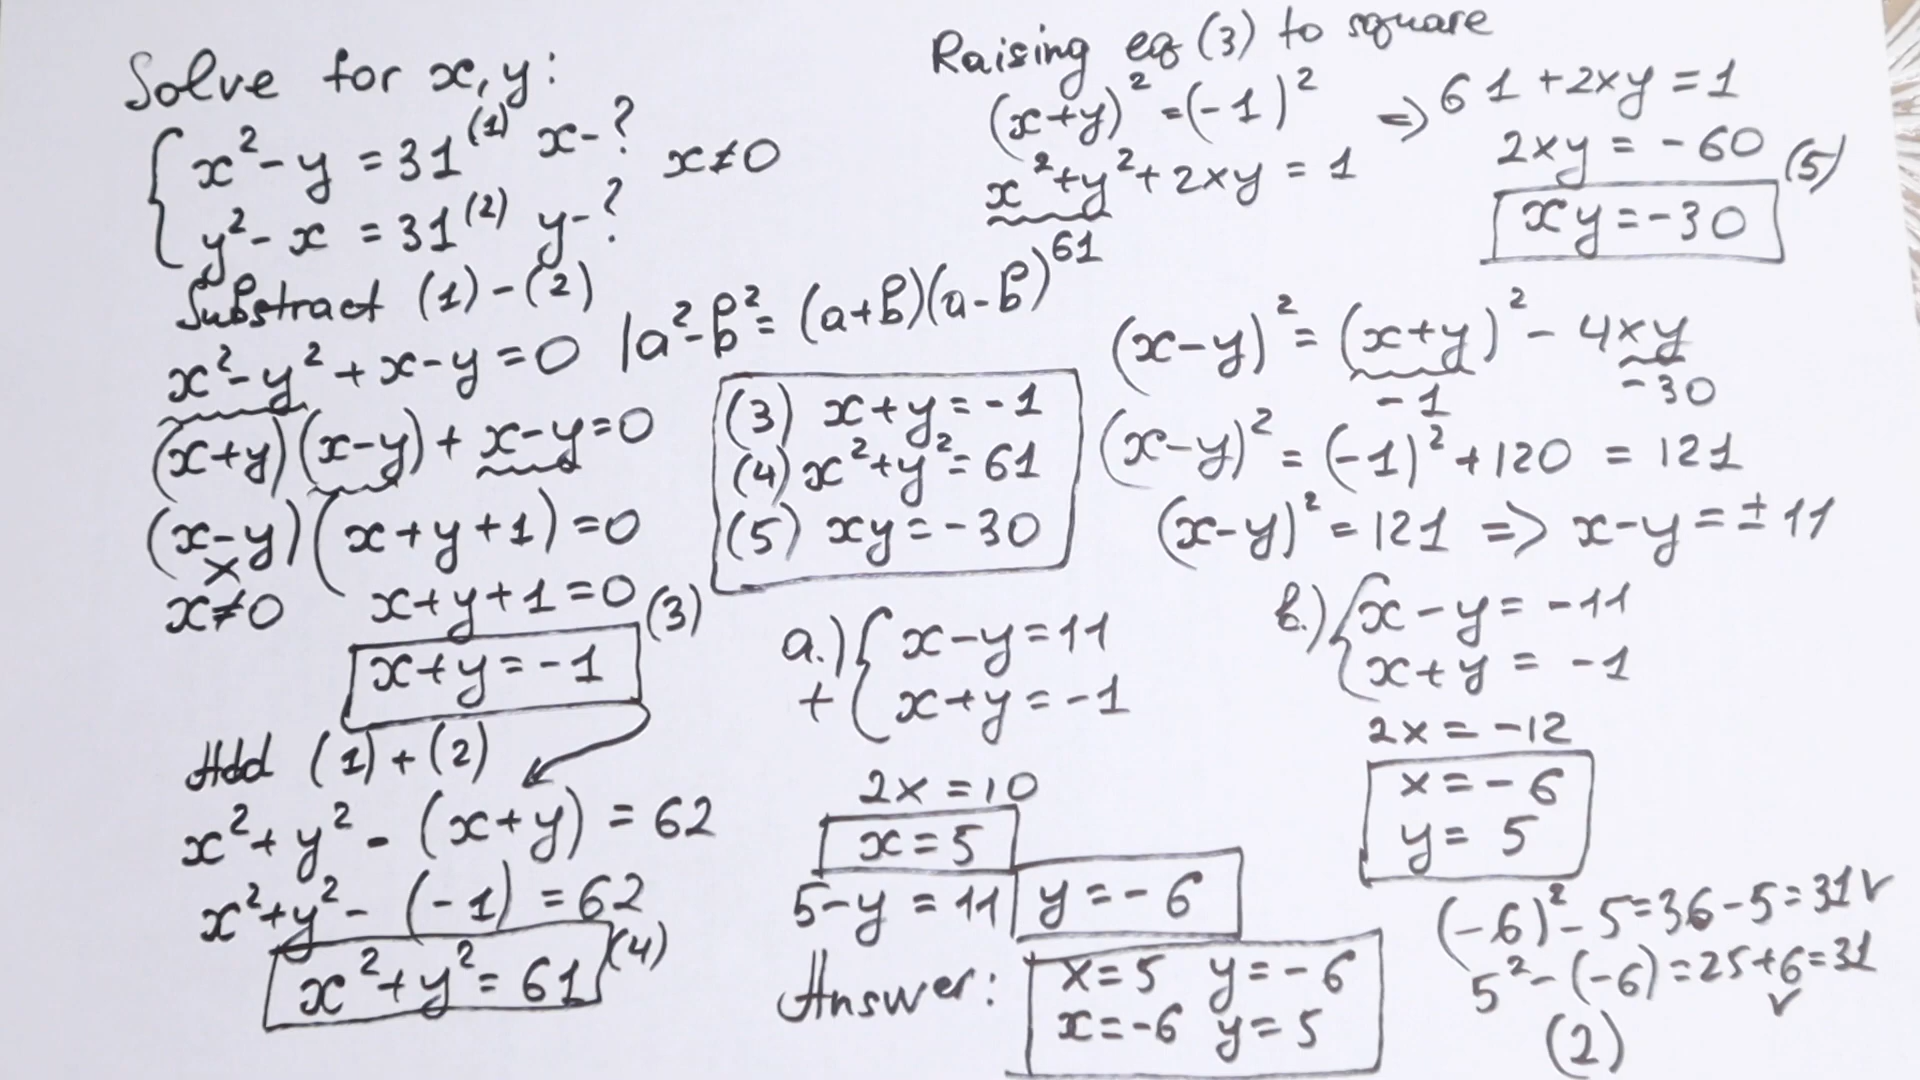 Solve for x, y:
x² - y = 31 (1) x - ?
y² - x = 31 (2) y - ?
x ≠ 0
Substract (1) - (2)
x² - y² + x - y = 0 | a² - b² = (a+b)(a-b)
(x+y)(x-y) + x - y = 0
(x-y)(x+y+1) = 0
x ≠ 0 x+y+1 = 0
x+y = -1 (3)
Add (1) + (2)
x² + y² - (x+y) = 62
x² + y² - (-1) = 62
x² + y² = 61 (4)
Raising eq (3) to square
(x+y)² = (-1)²
x² + y² + 2xy = 1
61
=> 61 + 2xy = 1
2xy = -60
xy = -30 (5)
(3) x+y = -1
(4) x² + y² = 61
(5) xy = -30
(x-y)² = (x+y)² - 4xy
-1 -30
(x-y)² = (-1)² + 120 = 121
(x-y)² = 121 => x-y = ±11
a.) x-y = 11
+ x+y = -1
2x = 10
x = 5
5-y = 11 y = -6
b.) x-y = -11
x+y = -1
2x = -12
x = -6
y = 5
(-6)² - 5 = 36 - 5 = 31 ✓
5² - (-6) = 25 + 6 = 31 ✓
(2)
Answer: x = 5 y = -6
x = -6 y = 5